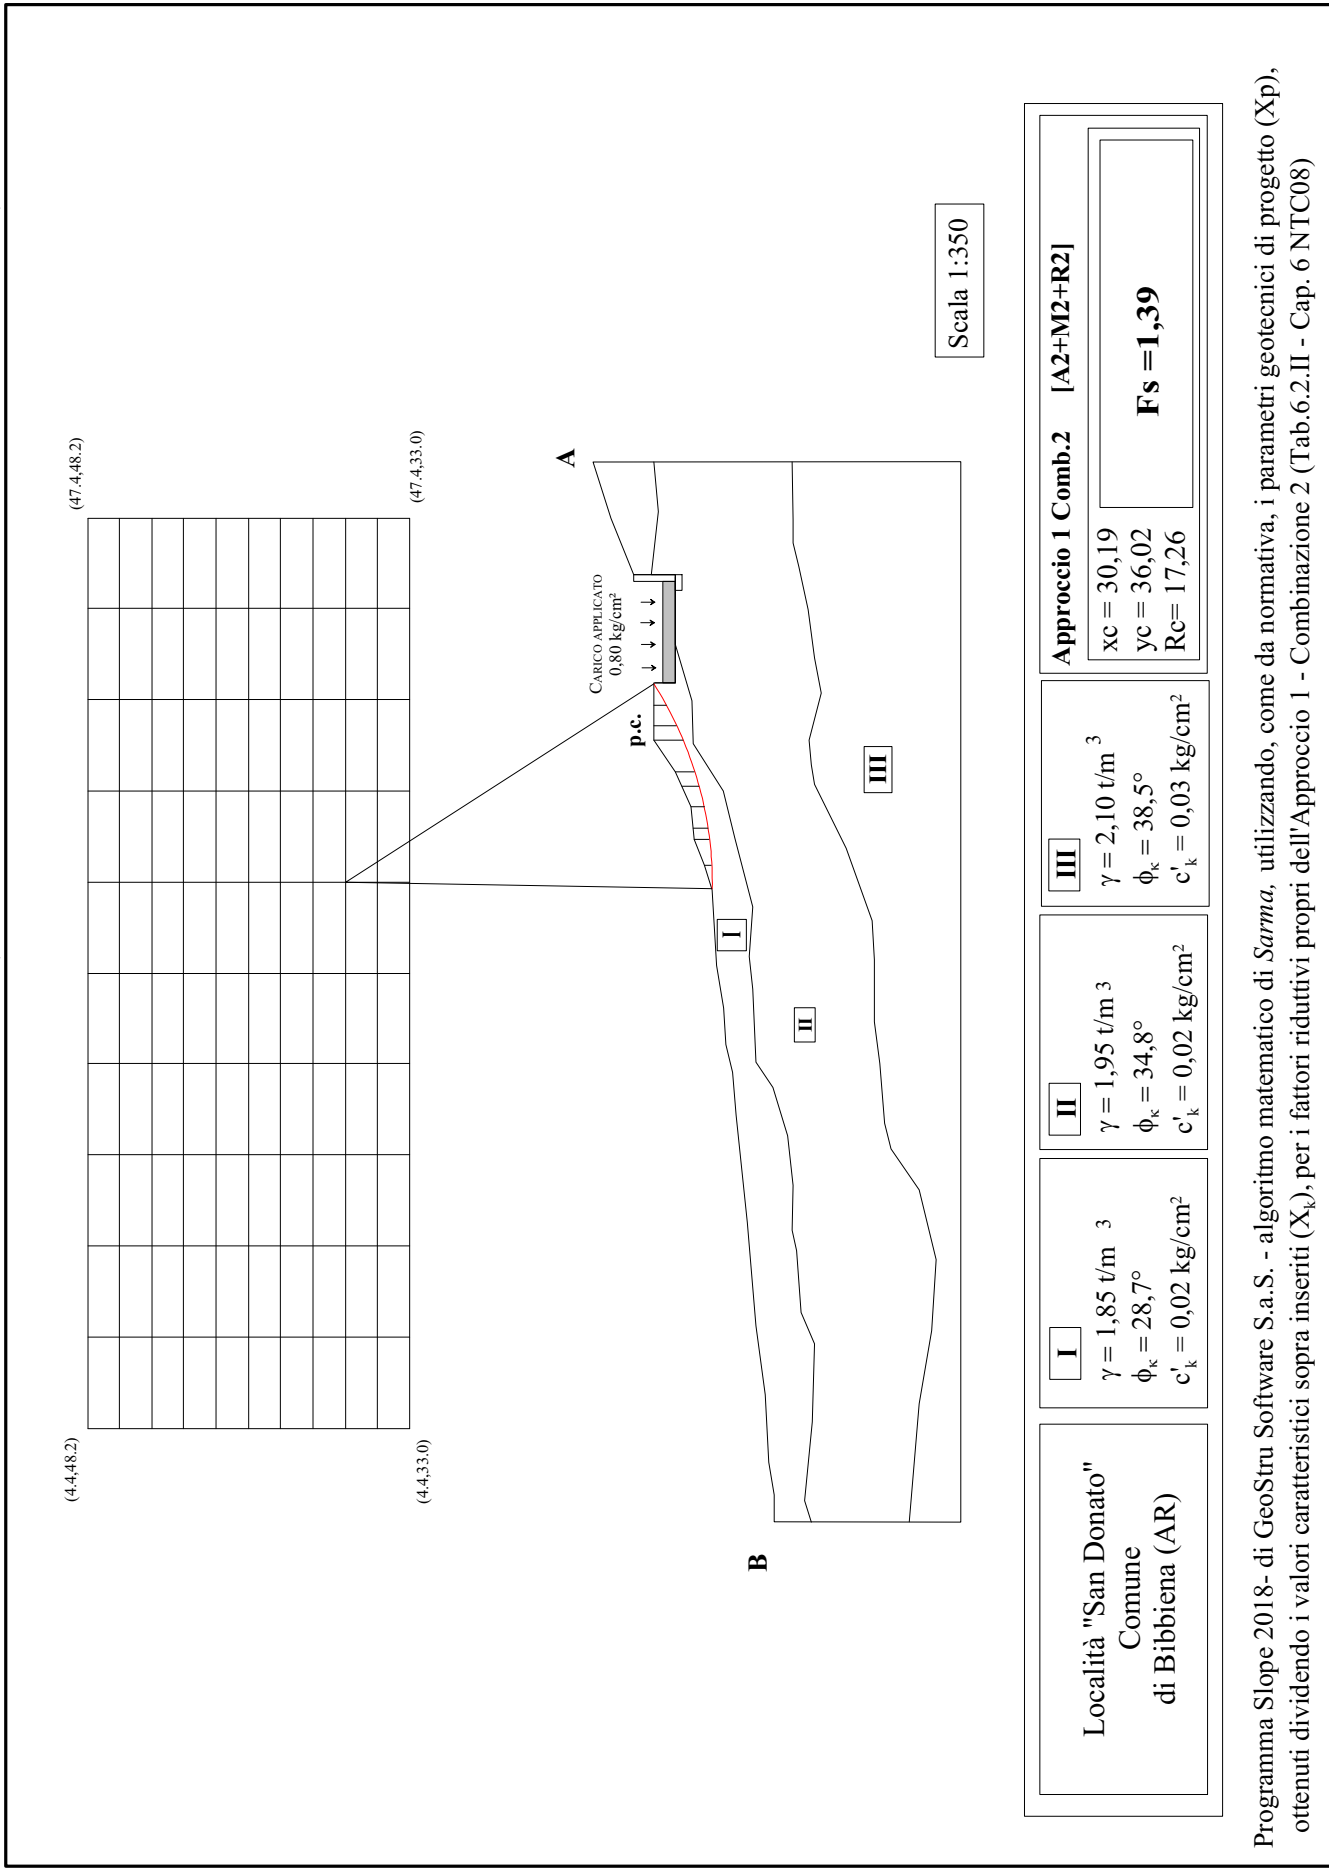 (4.4,48.2)
(47.4,48.2)
(4.4,33.0)
(47.4,33.0)
CARICO APPLICATO
0,80 kg/cm²
p.c.
A
B
I
II
III
Scala 1:350
Località "San Donato"
Comune
di Bibbiena (AR)
I
γ = 1,85 t/m 3
ϕκ = 28,7°
c'k = 0,02 kg/cm²
II
γ = 1,95 t/m 3
ϕκ = 34,8°
c'k = 0,02 kg/cm²
III
γ = 2,10 t/m 3
ϕκ = 38,5°
c'k = 0,03 kg/cm²
Approccio 1 Comb.2 [A2+M2+R2]
xc = 30,19
yc = 36,02
Rc= 17,26
Fs =1,39
Programma Slope 2018- di GeoStru Software S.a.S. - algoritmo matematico di Sarma, utilizzando, come da normativa, i parametri geotecnici di progetto (Xp),
ottenuti dividendo i valori caratteristici sopra inseriti (Xk), per i fattori riduttivi propri dell'Approccio 1 - Combinazione 2 (Tab.6.2.II - Cap. 6 NTC08)